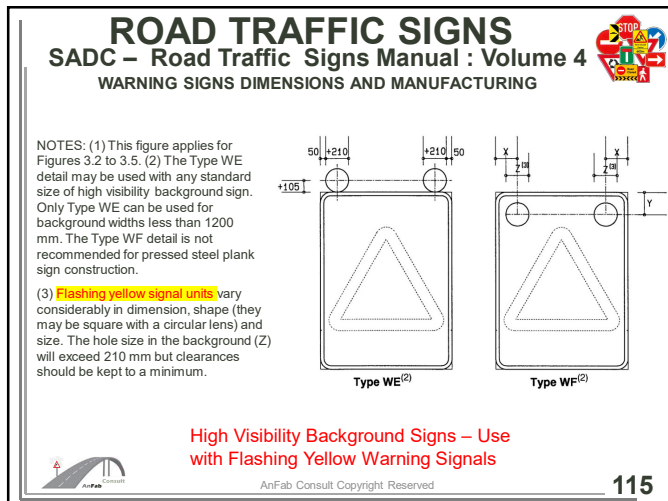 ROAD TRAFFIC SIGNS
SADC – Road Traffic Signs Manual : Volume 4
WARNING SIGNS DIMENSIONS AND MANUFACTURING
STOP
NOTES: (1) This figure applies for
Figures 3.2 to 3.5. (2) The Type WE
detail may be used with any standard
size of high visibility background sign.
Only Type WE can be used for
background widths less than 1200
mm. The Type WF detail is not
recommended for pressed steel plank
sign construction.
(3) Flashing yellow signal units vary
considerably in dimension, shape (they
may be square with a circular lens) and
size. The hole size in the background (Z)
will exceed 210 mm but clearances
should be kept to a minimum.
50 +210 +210 50
+105
Type WE(2)
X X
Z(3) Z(3)
Y
Type WF(2)
High Visibility Background Signs – Use
with Flashing Yellow Warning Signals
AnFab Consult
AnFab Consult Copyright Reserved
115